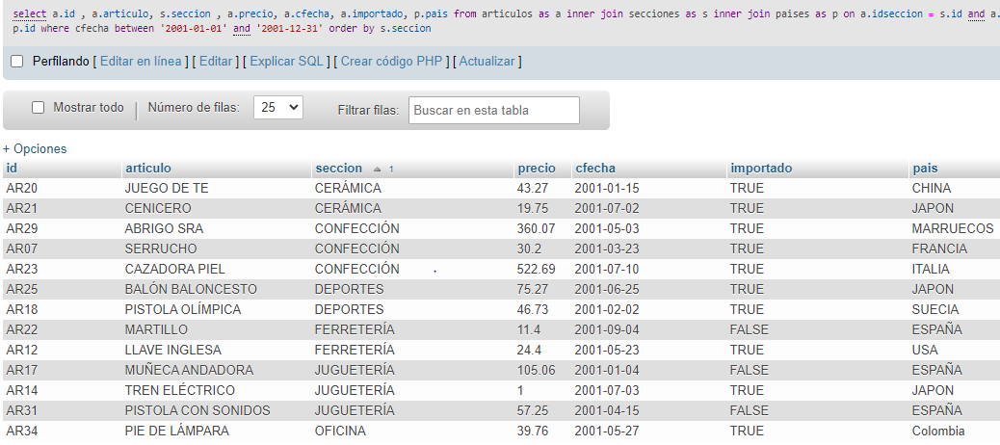 select a.id , a.articulo, s.seccion , a.precio, a.cfecha, a.importado, p.pais from articulos as a inner join secciones as s inner join paises as p on a.idseccion = s.id and a.
p.id where cfecha between '2001-01-01' and '2001-12-31' order by s.seccion
Perfilando [ Editar en línea ] [ Editar ] [ Explicar SQL ] [ Crear código PHP ] [ Actualizar ]
Mostrar todo | Número de filas: 25 Filtrar filas: Buscar en esta tabla
+ Opciones
id articulo seccion 1 precio cfecha importado pais
AR20 JUEGO DE TE CERÁMICA 43.27 2001-01-15 TRUE CHINA
AR21 CENICERO CERÁMICA 19.75 2001-07-02 TRUE JAPON
AR29 ABRIGO SRA CONFECCIÓN 360.07 2001-05-03 TRUE MARRUECOS
AR07 SERRUCHO CONFECCIÓN 30.2 2001-03-23 TRUE FRANCIA
AR23 CAZADORA PIEL CONFECCIÓN 522.69 2001-07-10 TRUE ITALIA
AR25 BALÓN BALONCESTO DEPORTES 75.27 2001-06-25 TRUE JAPON
AR18 PISTOLA OLÍMPICA DEPORTES 46.73 2001-02-02 TRUE SUECIA
AR22 MARTILLO FERRETERÍA 11.4 2001-09-04 FALSE ESPAÑA
AR12 LLAVE INGLESA FERRETERÍA 24.4 2001-05-23 TRUE USA
AR17 MUÑECA ANDADORA JUGUETERÍA 105.06 2001-01-04 FALSE ESPAÑA
AR14 TREN ELÉCTRICO JUGUETERÍA 1 2001-07-03 TRUE JAPON
AR31 PISTOLA CON SONIDOS JUGUETERÍA 57.25 2001-04-15 FALSE ESPAÑA
AR34 PIE DE LÁMPARA OFICINA 39.76 2001-05-27 TRUE Colombia